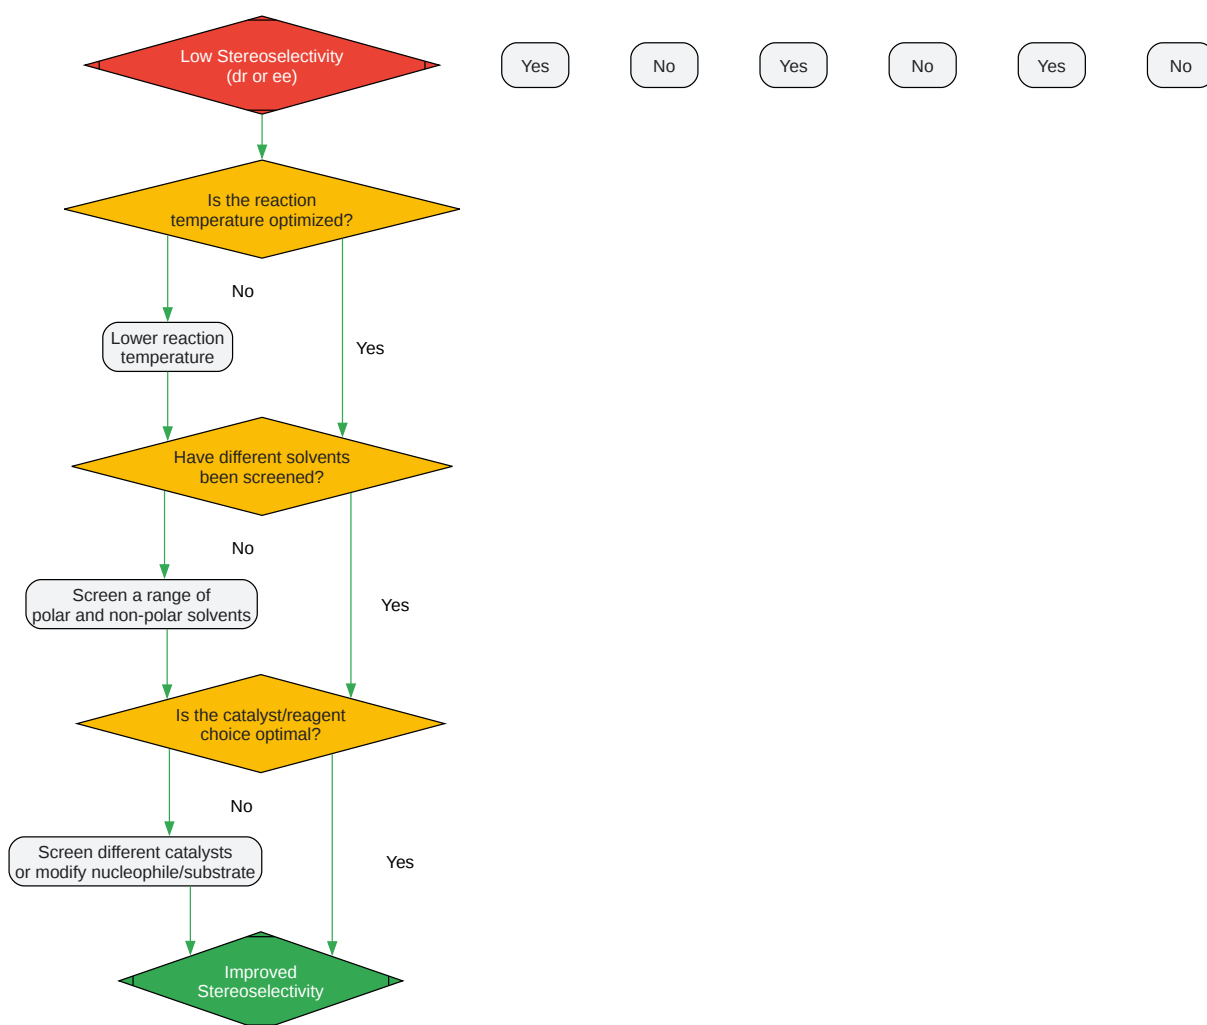 Low Stereoselectivity
(dr or ee)
Yes
No
Yes
No
Yes
No
Is the reaction
temperature optimized?
No
Lower reaction
temperature
Yes
Have different solvents
been screened?
No
Screen a range of
polar and non-polar solvents
Yes
Is the catalyst/reagent
choice optimal?
No
Screen different catalysts
or modify nucleophile/substrate
Yes
Improved
Stereoselectivity